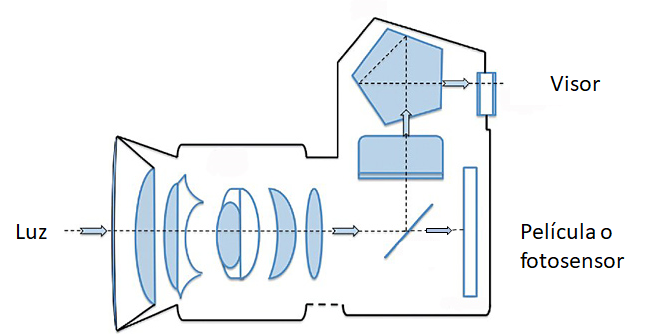 Visor
Luz
Película o
fotosensor